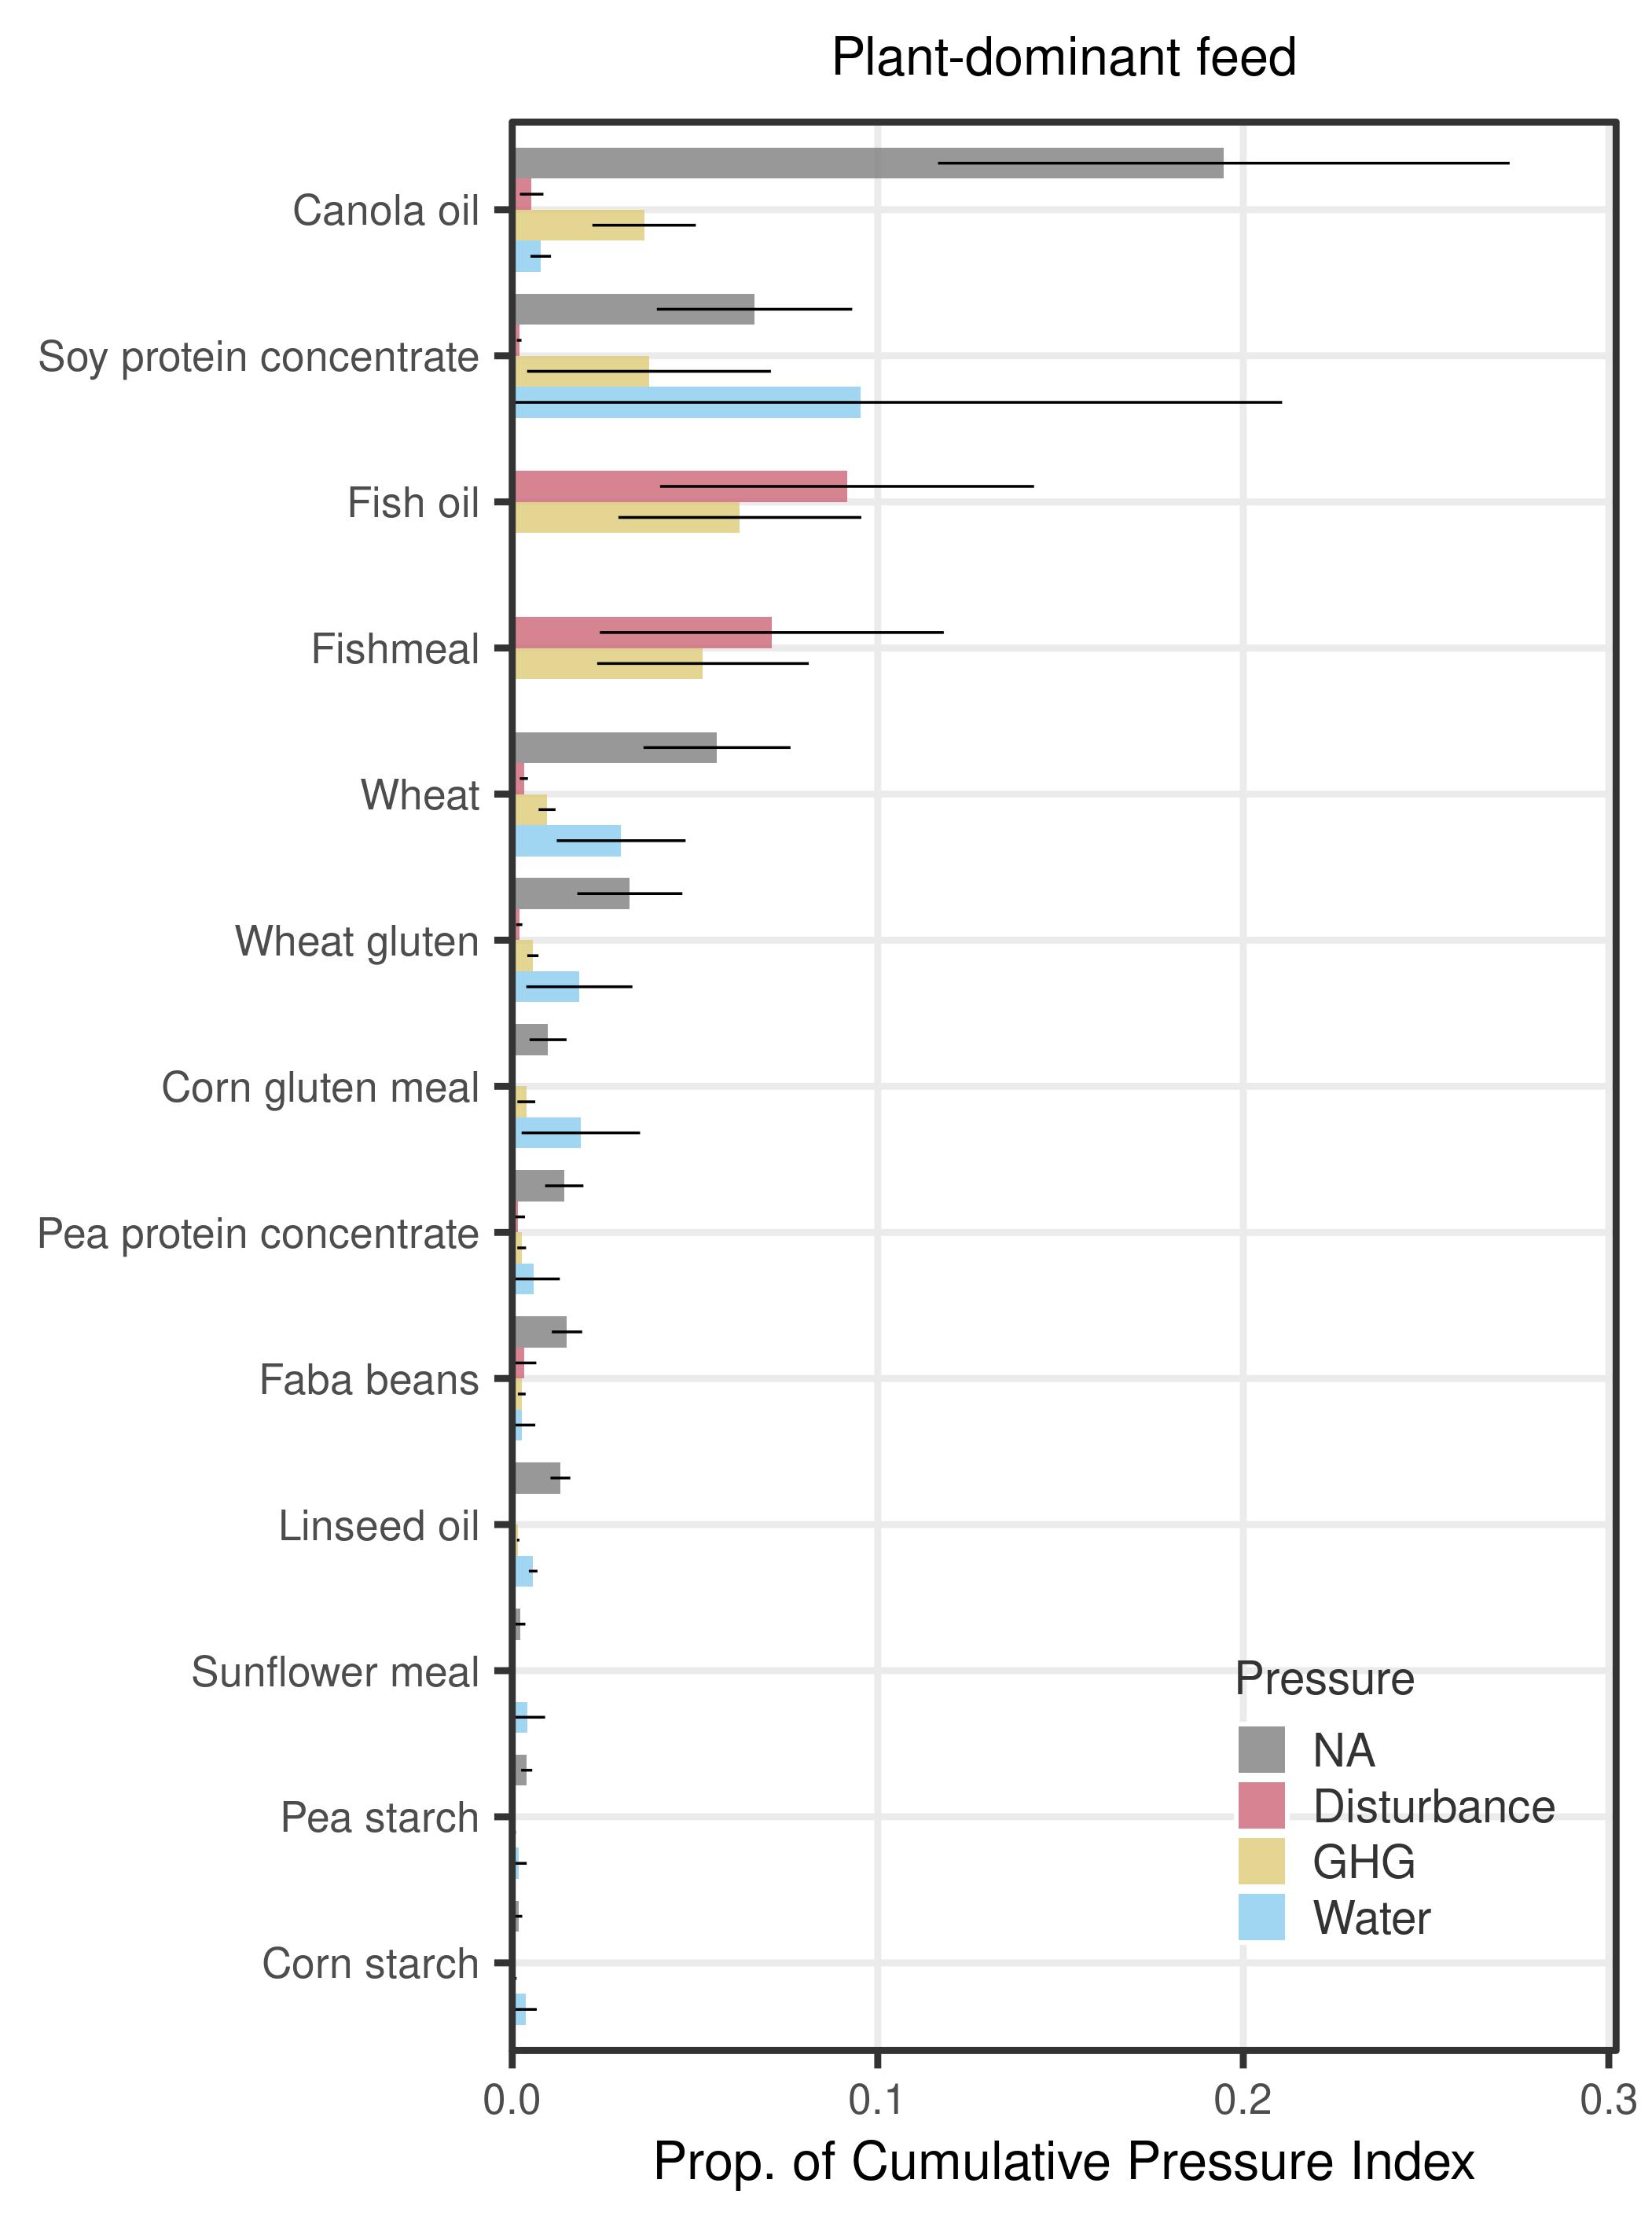 Plant-dominant feed
Canola oil
Soy protein concentrate
Fish oil
Fishmeal
Wheat
Wheat gluten
Corn gluten meal
Pea protein concentrate
Faba beans
Linseed oil
Sunflower meal
Pea starch
Corn starch
Pressure
NA
Disturbance
GHG
Water
0.0 0.1 0.2 0.3
Prop. of Cumulative Pressure Index